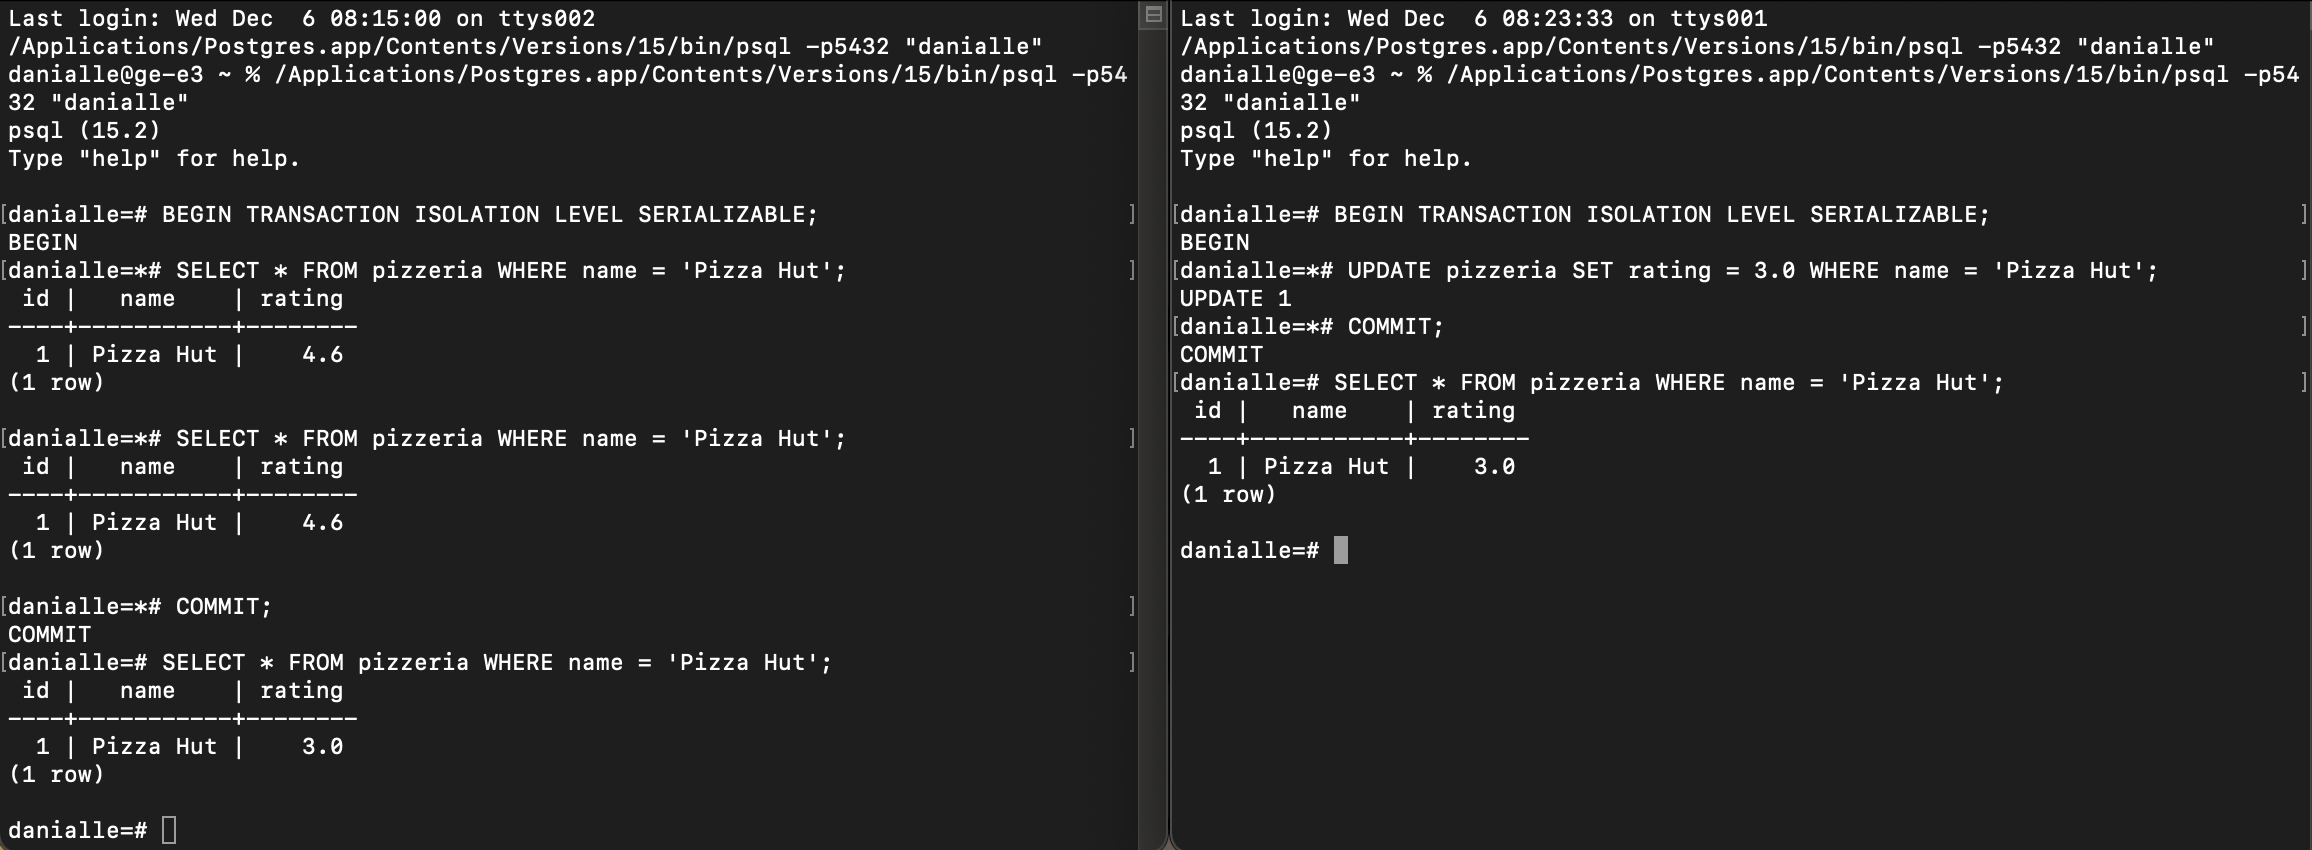 Last login: Wed Dec  6 08:15:00 on ttys002
/Applications/Postgres.app/Contents/Versions/15/bin/psql -p5432 "danialle"
danialle@ge-e3 ~ % /Applications/Postgres.app/Contents/Versions/15/bin/psql -p54
32 "danialle"
psql (15.2)
Type "help" for help.

[danialle=# BEGIN TRANSACTION ISOLATION LEVEL SERIALIZABLE; ]
BEGIN
[danialle=*# SELECT * FROM pizzeria WHERE name = 'Pizza Hut'; ]
 id |   name    | rating
----+-----------+--------
  1 | Pizza Hut |    4.6
(1 row)

[danialle=*# SELECT * FROM pizzeria WHERE name = 'Pizza Hut'; ]
 id |   name    | rating
----+-----------+--------
  1 | Pizza Hut |    4.6
(1 row)

[danialle=*# COMMIT; ]
COMMIT
[danialle=# SELECT * FROM pizzeria WHERE name = 'Pizza Hut'; ]
 id |   name    | rating
----+-----------+--------
  1 | Pizza Hut |    3.0
(1 row)

danialle=#
Last login: Wed Dec  6 08:23:33 on ttys001
/Applications/Postgres.app/Contents/Versions/15/bin/psql -p5432 "danialle"
danialle@ge-e3 ~ % /Applications/Postgres.app/Contents/Versions/15/bin/psql -p54
32 "danialle"
psql (15.2)
Type "help" for help.

[danialle=# BEGIN TRANSACTION ISOLATION LEVEL SERIALIZABLE; ]
BEGIN
[danialle=*# UPDATE pizzeria SET rating = 3.0 WHERE name = 'Pizza Hut'; ]
UPDATE 1
[danialle=*# COMMIT; ]
COMMIT
[danialle=# SELECT * FROM pizzeria WHERE name = 'Pizza Hut'; ]
 id |   name    | rating
----+-----------+--------
  1 | Pizza Hut |    3.0
(1 row)

danialle=#